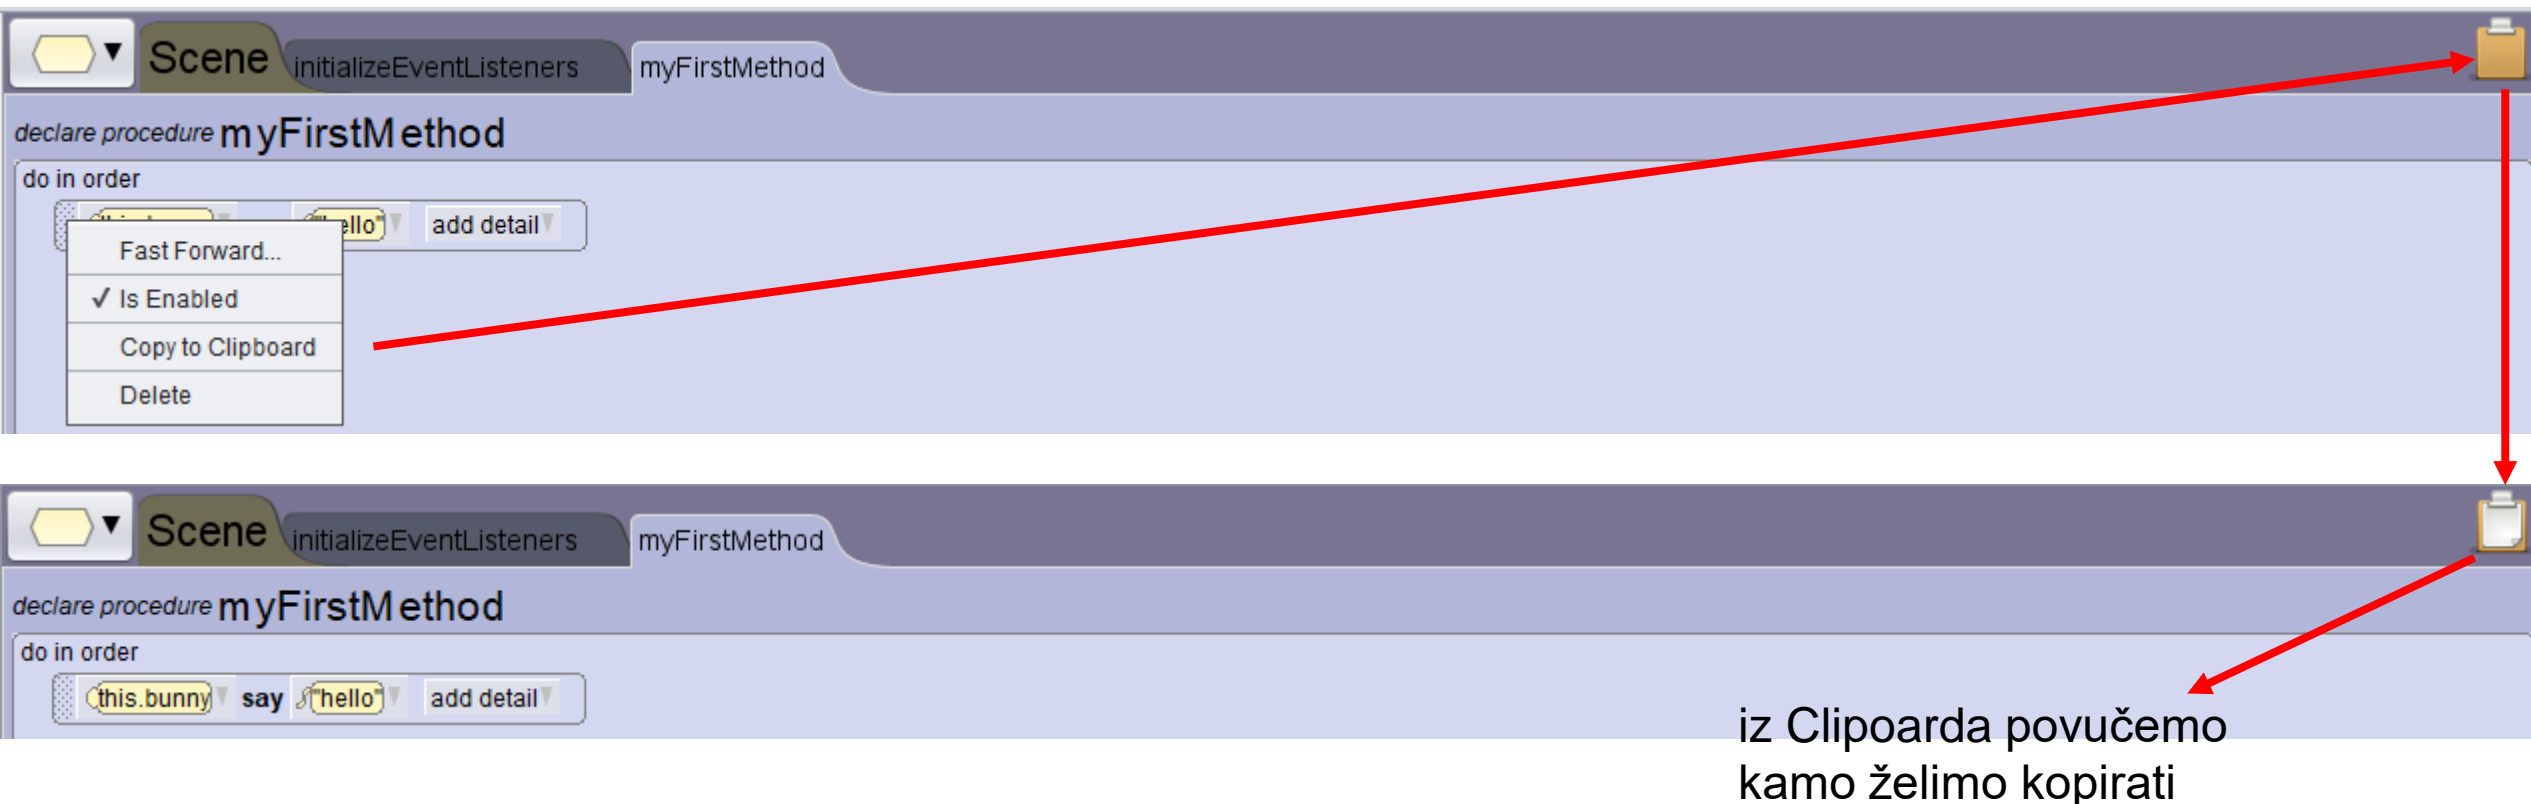 Scene initializeEventListeners myFirstMethod
declare procedure myFirstMethod
do in order
"hello" add detail
Fast Forward...
Is Enabled
Copy to Clipboard
Delete
Scene initializeEventListeners myFirstMethod
declare procedure myFirstMethod
do in order
this.bunny say "hello" add detail
iz Clipoarda povučemo
kamo želimo kopirati